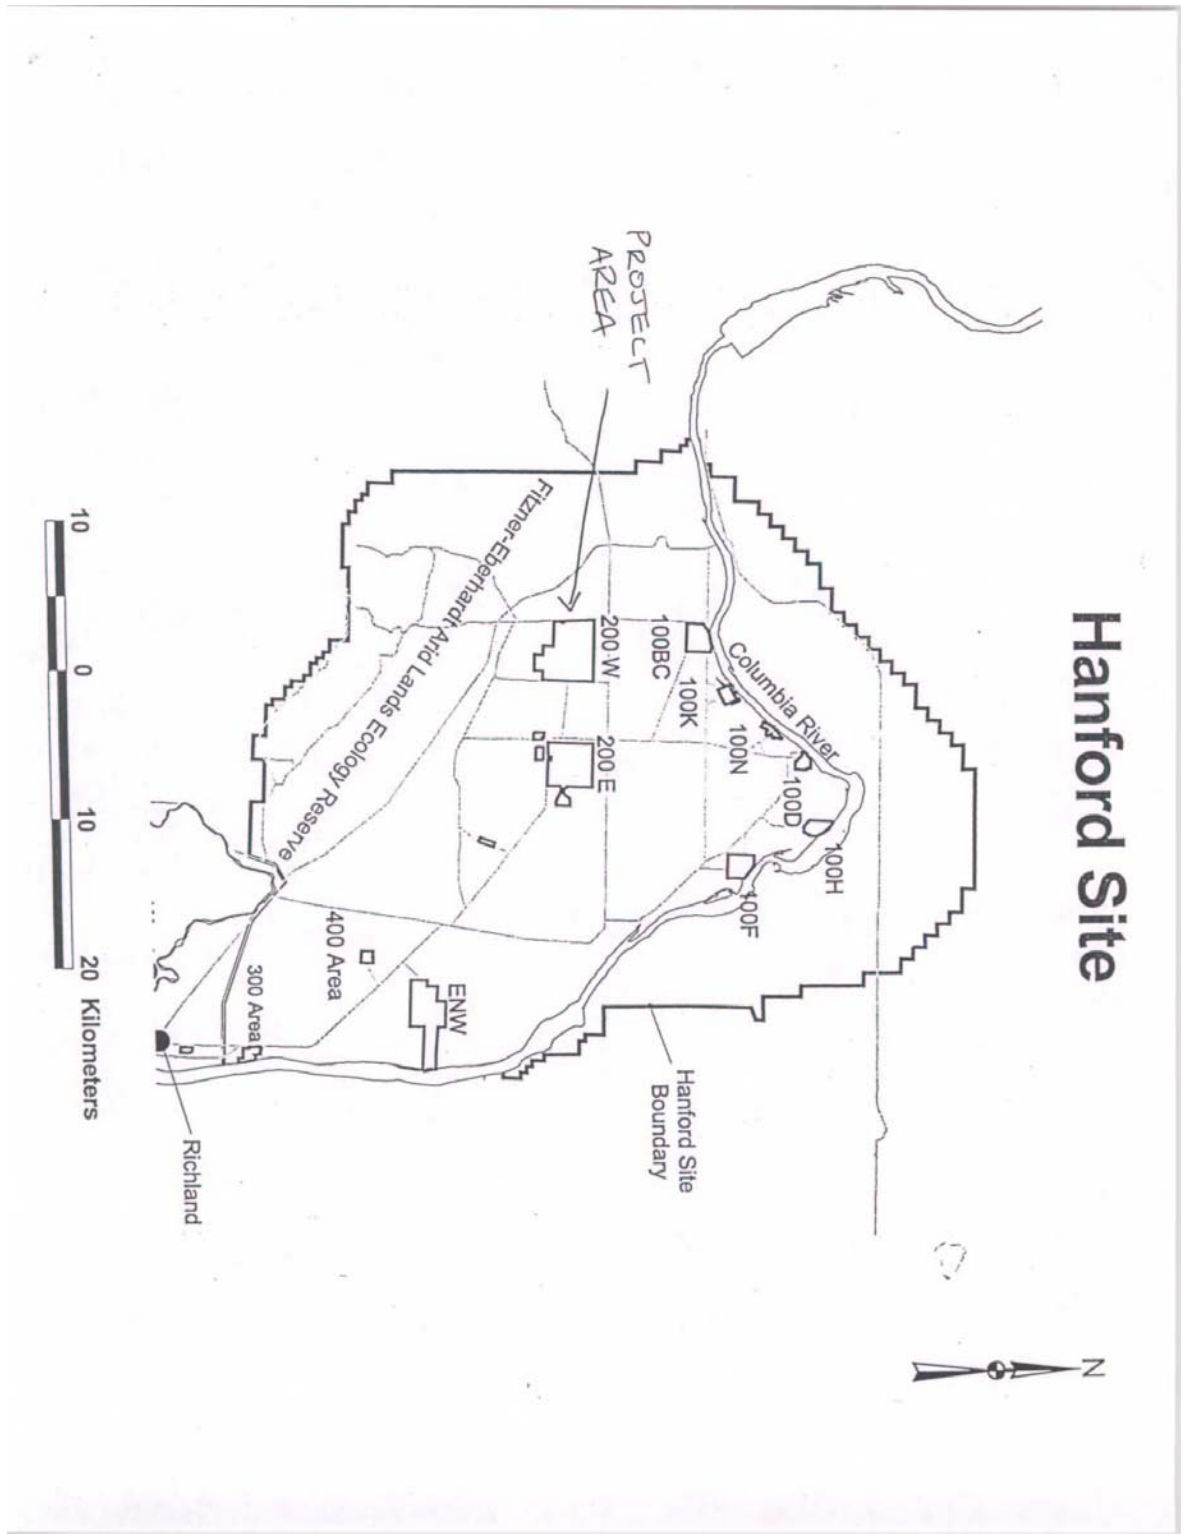 Hanford Site
N
Columbia River
100H
100D
100N
100F
100K
100BC
PROJECT
AREA
200 W
200 E
Hanford Site
Boundary
Fitzner-Eberhardt Arid Lands Ecology Reserve
ENW
400 Area
300 Area
Richland
10 0 10 20 Kilometers